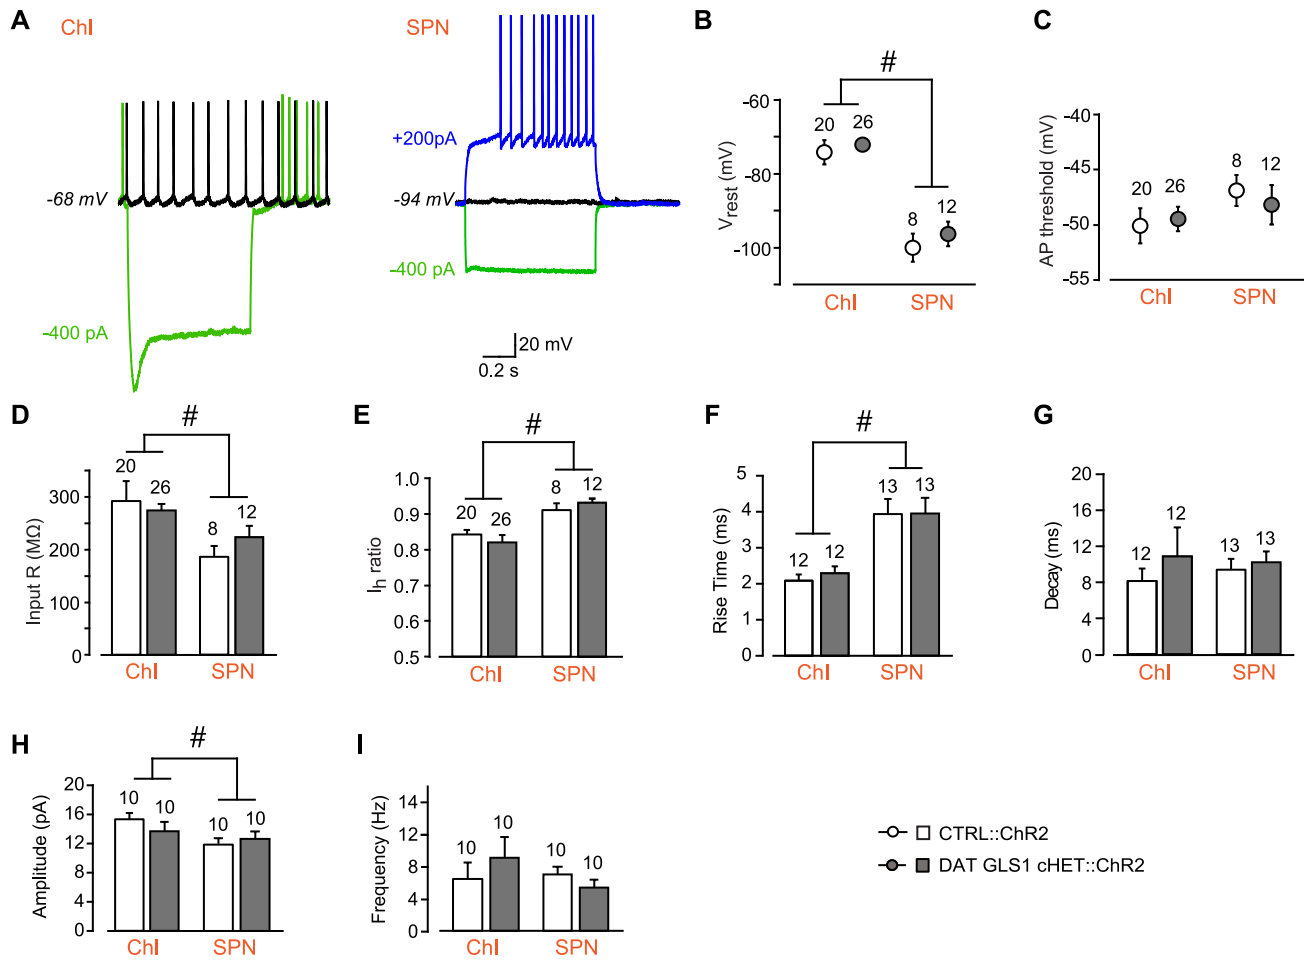 A
ChI
SPN
+200pA
-68 mV
-94 mV
-400 pA
-400 pA
20 mV
0.2 s
B
#
-60
-80
-100
Vrest (mV)
20
26
8
12
ChI
SPN
C
-40
-45
-50
-55
AP threshold (mV)
20
26
8
12
ChI
SPN
D
#
300
200
100
0
Input R (MΩ)
20
26
8
12
ChI
SPN
E
#
1.0
0.9
0.8
0.7
0.6
0.5
Ih ratio
20
26
8
12
ChI
SPN
F
#
5
4
3
2
1
0
Rise Time (ms)
12
12
13
13
ChI
SPN
G
20
16
12
8
4
0
Decay (ms)
12
12
13
13
ChI
SPN
H
#
20
16
12
8
4
0
Amplitude (pA)
10
10
10
10
ChI
SPN
I
14
12
8
4
0
Frequency (Hz)
10
10
10
10
ChI
SPN
CTRL::ChR2
DAT GLS1 cHET::ChR2